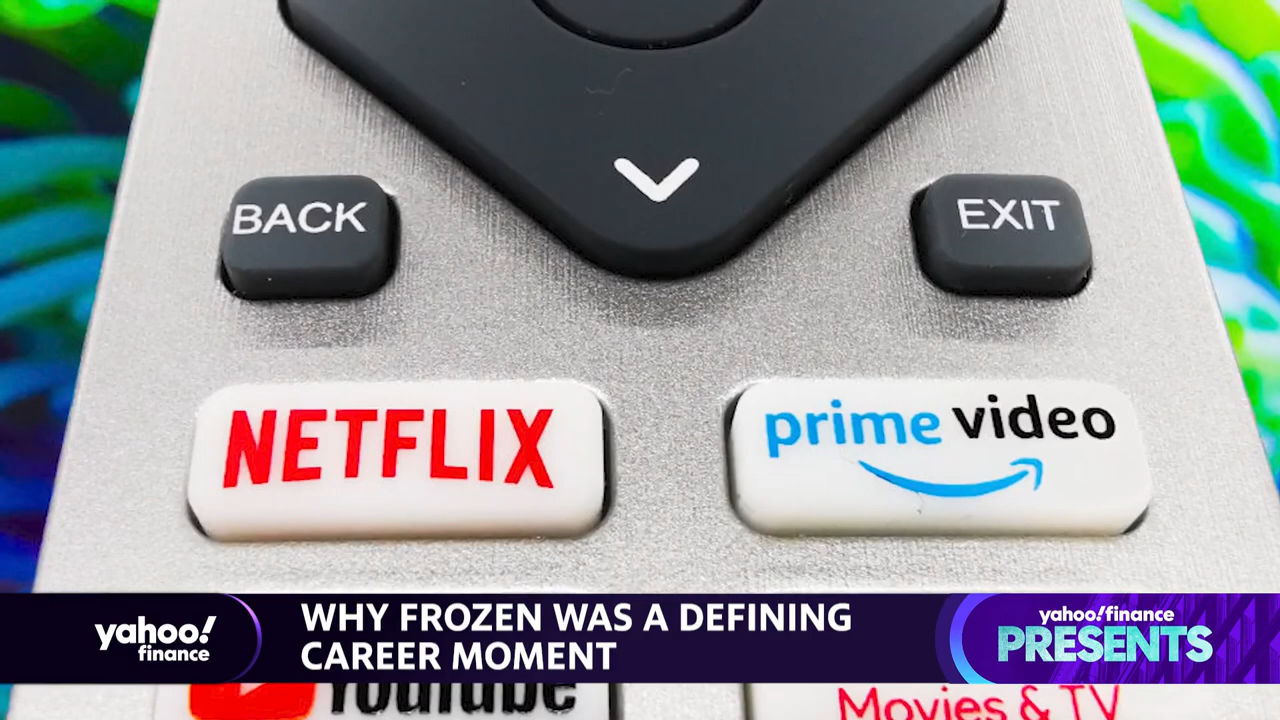 BACK
EXIT
NETFLIX
prime video
yahoo!
finance
WHY FROZEN WAS A DEFINING
CAREER MOMENT
yahoo!finance
PRESENTS
YouTube
Movies & TV